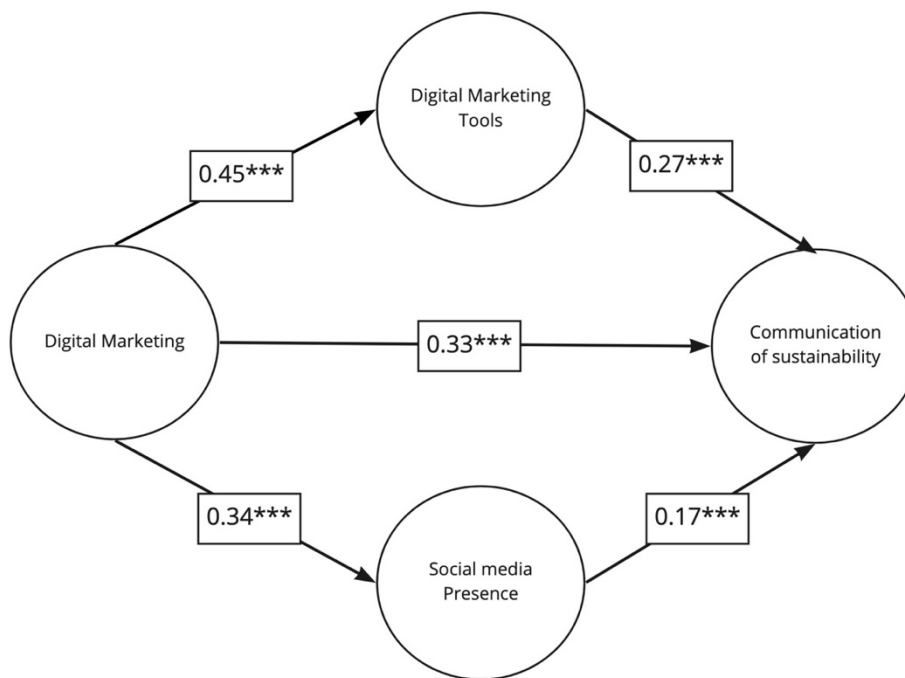 Digital Marketing
Tools
0.45***
0.27***
Digital Marketing
0.33***
Communication
of sustainability
0.34***
0.17***
Social media
Presence